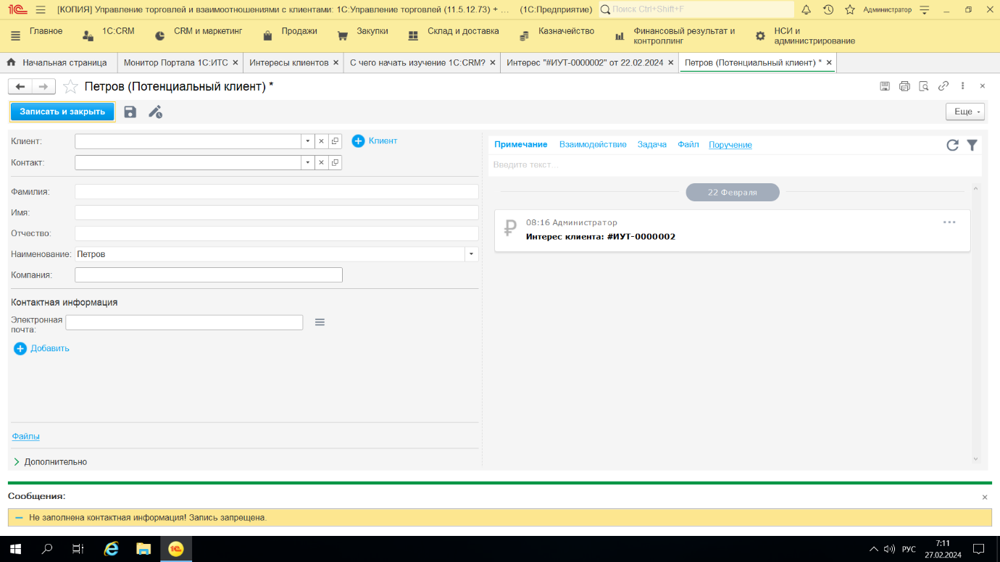 [КОПИЯ] Управление торговлей и взаимоотношениями с клиентами: 1С:Управление торговлей (11.5.12.73) + ... (1С:Предприятие) Поиск Ctrl+Shift+F Администратор
Главное 1С:CRM CRM и маркетинг Продажи Закупки Склад и доставка Казначейство Финансовый результат и контроллинг НСИ и администрирование
Начальная страница Монитор Портала 1С:ИТС × Интересы клиентов × С чего начать изучение 1С:CRM? × Интерес "#ИУТ-0000002" от 22.02.2024 × Петров (Потенциальный клиент) * ×
Петров (Потенциальный клиент) *
Записать и закрыть Еще
Клиент: Клиент
Контакт:
Фамилия:
Имя:
Отчество:
Наименование: Петров
Компания:
Контактная информация
Электронная
почта:
Добавить
Файлы
Дополнительно
Примечание Взаимодействие Задача Файл Поручение
Введите текст...
22 Февраля
08:16 Администратор
Интерес клиента: #ИУТ-0000002
Сообщения:
Не заполнена контактная информация! Запись запрещена.
РУС
7:11
27.02.2024